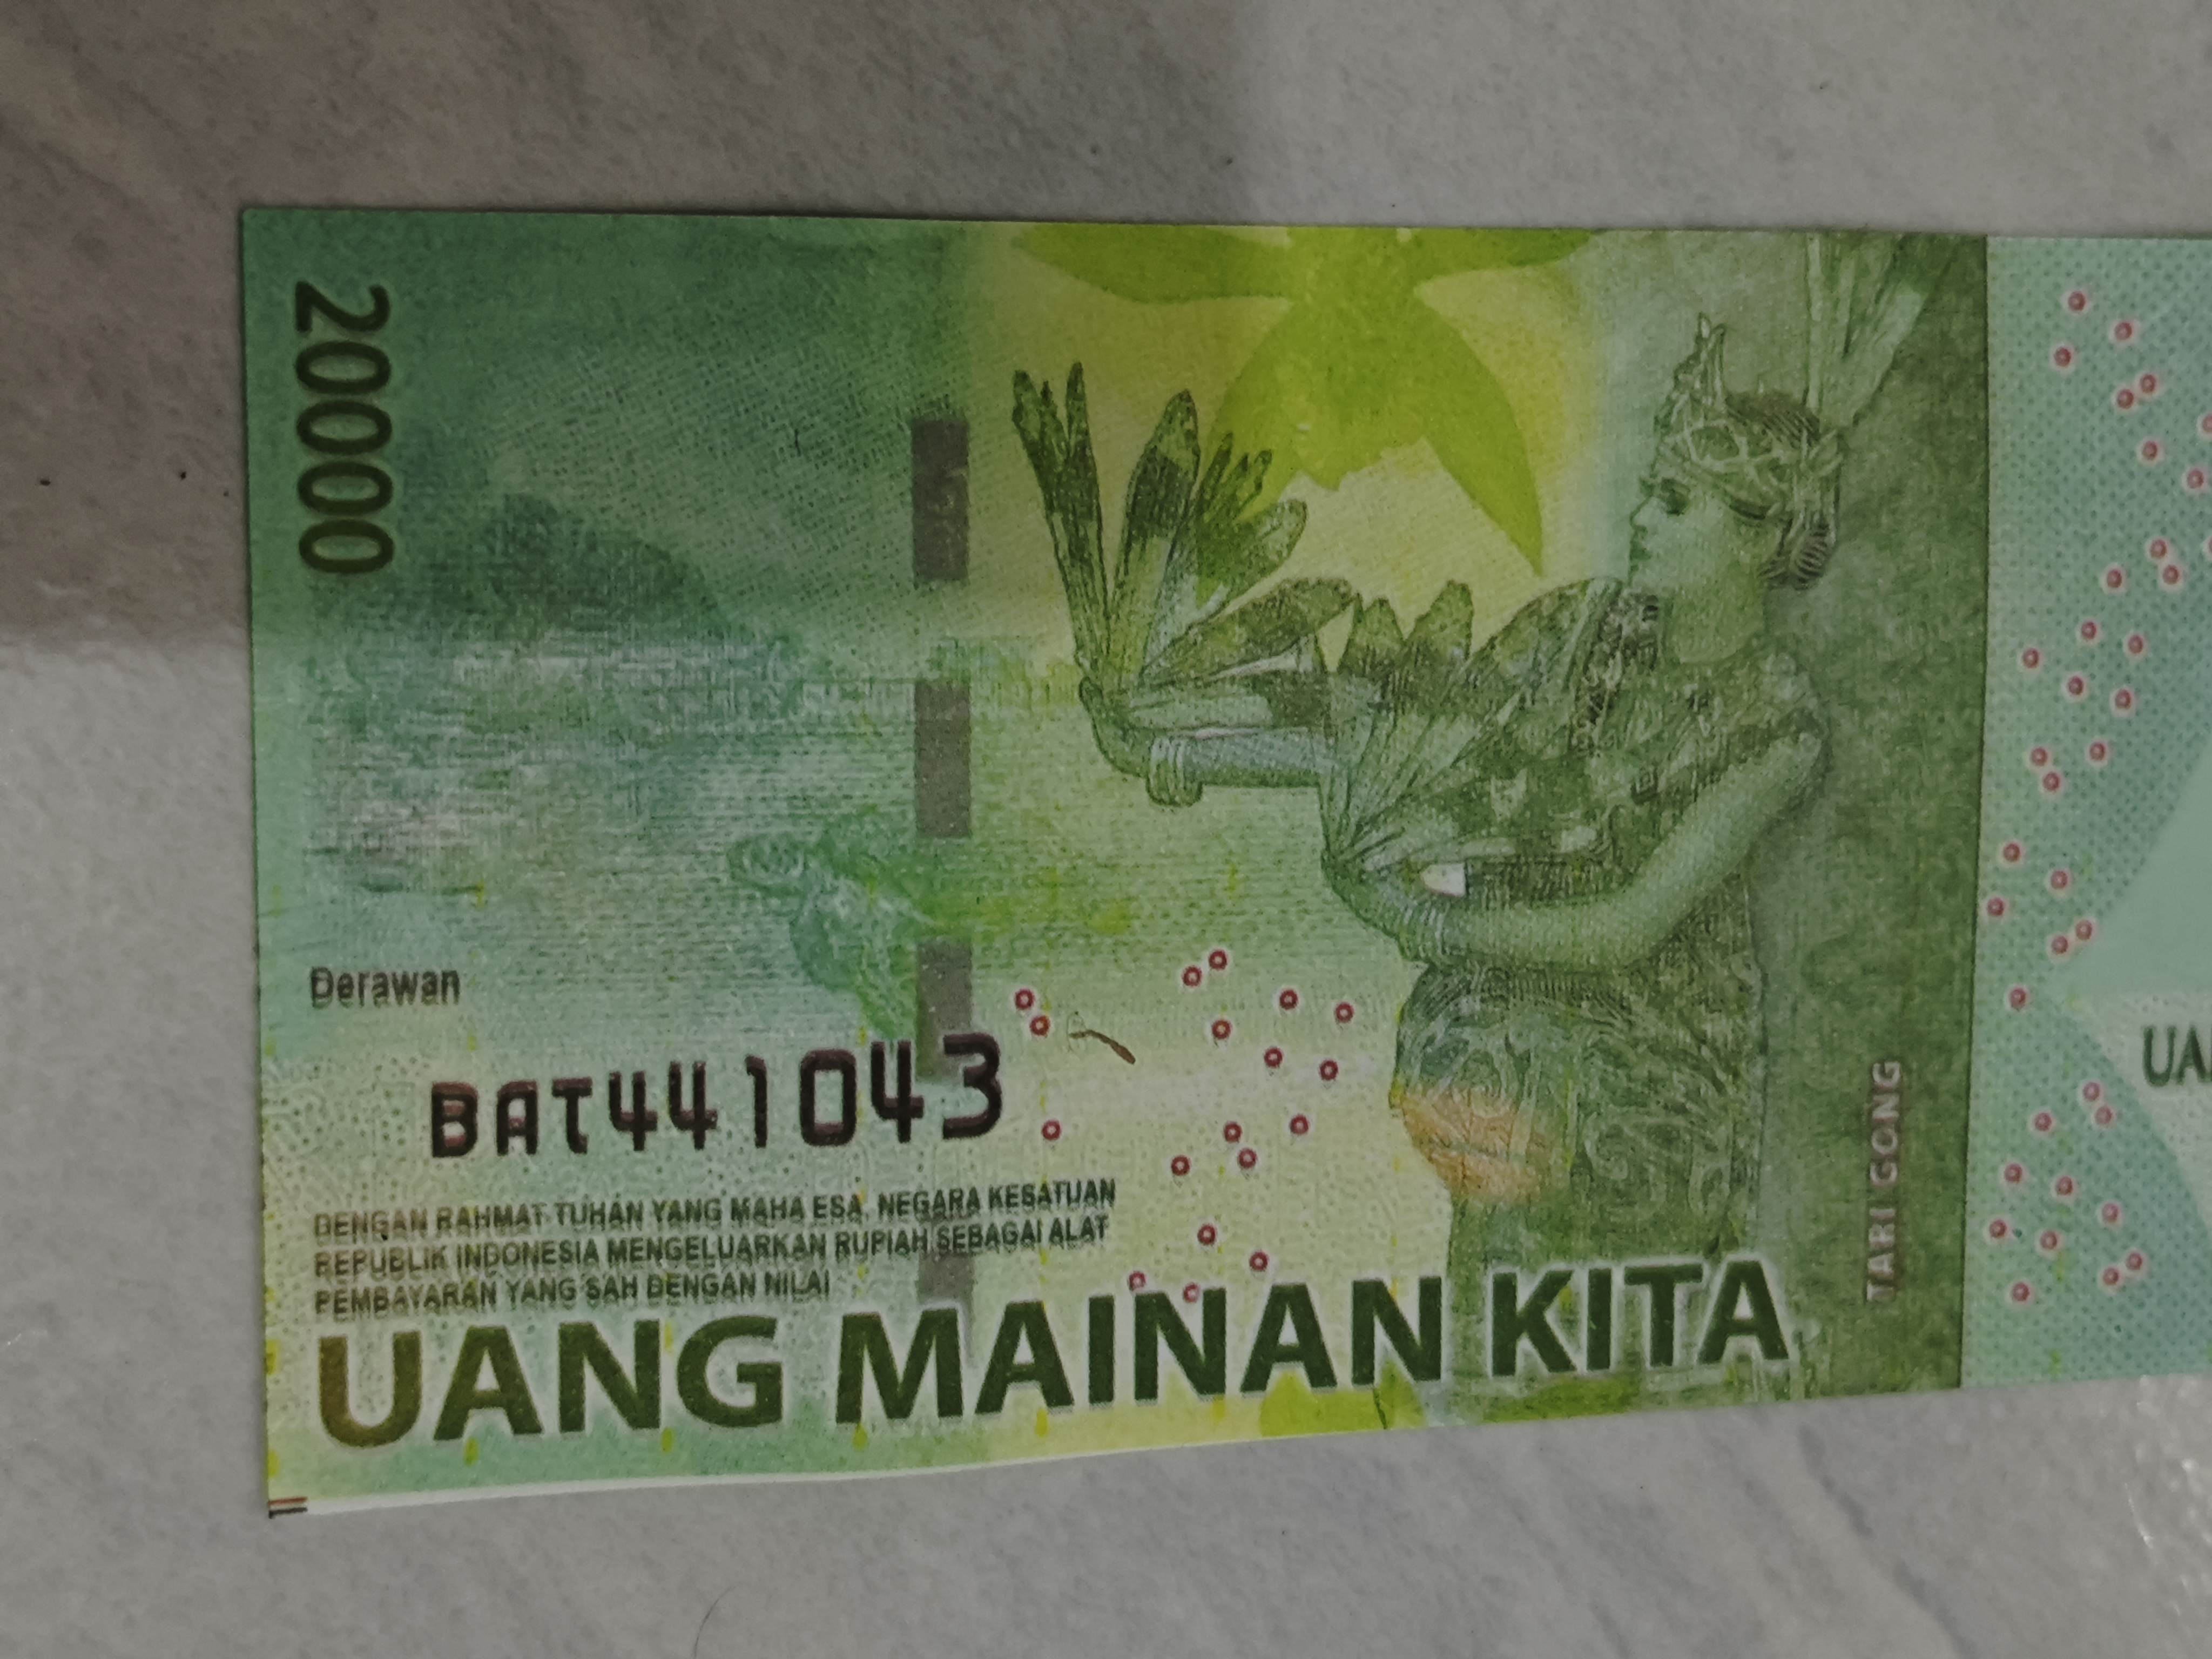 20000
Derawan
BAT441043
DENGAN RAHMAT TUHAN YANG MAHA ESA, NEGARA KESATUAN
REPUBLIK INDONESIA MENGELUARKAN RUPIAH SEBAGAI ALAT
PEMBAYARAN YANG SAH DENGAN NILAI
UANG MAINAN KITA
TARI GONG